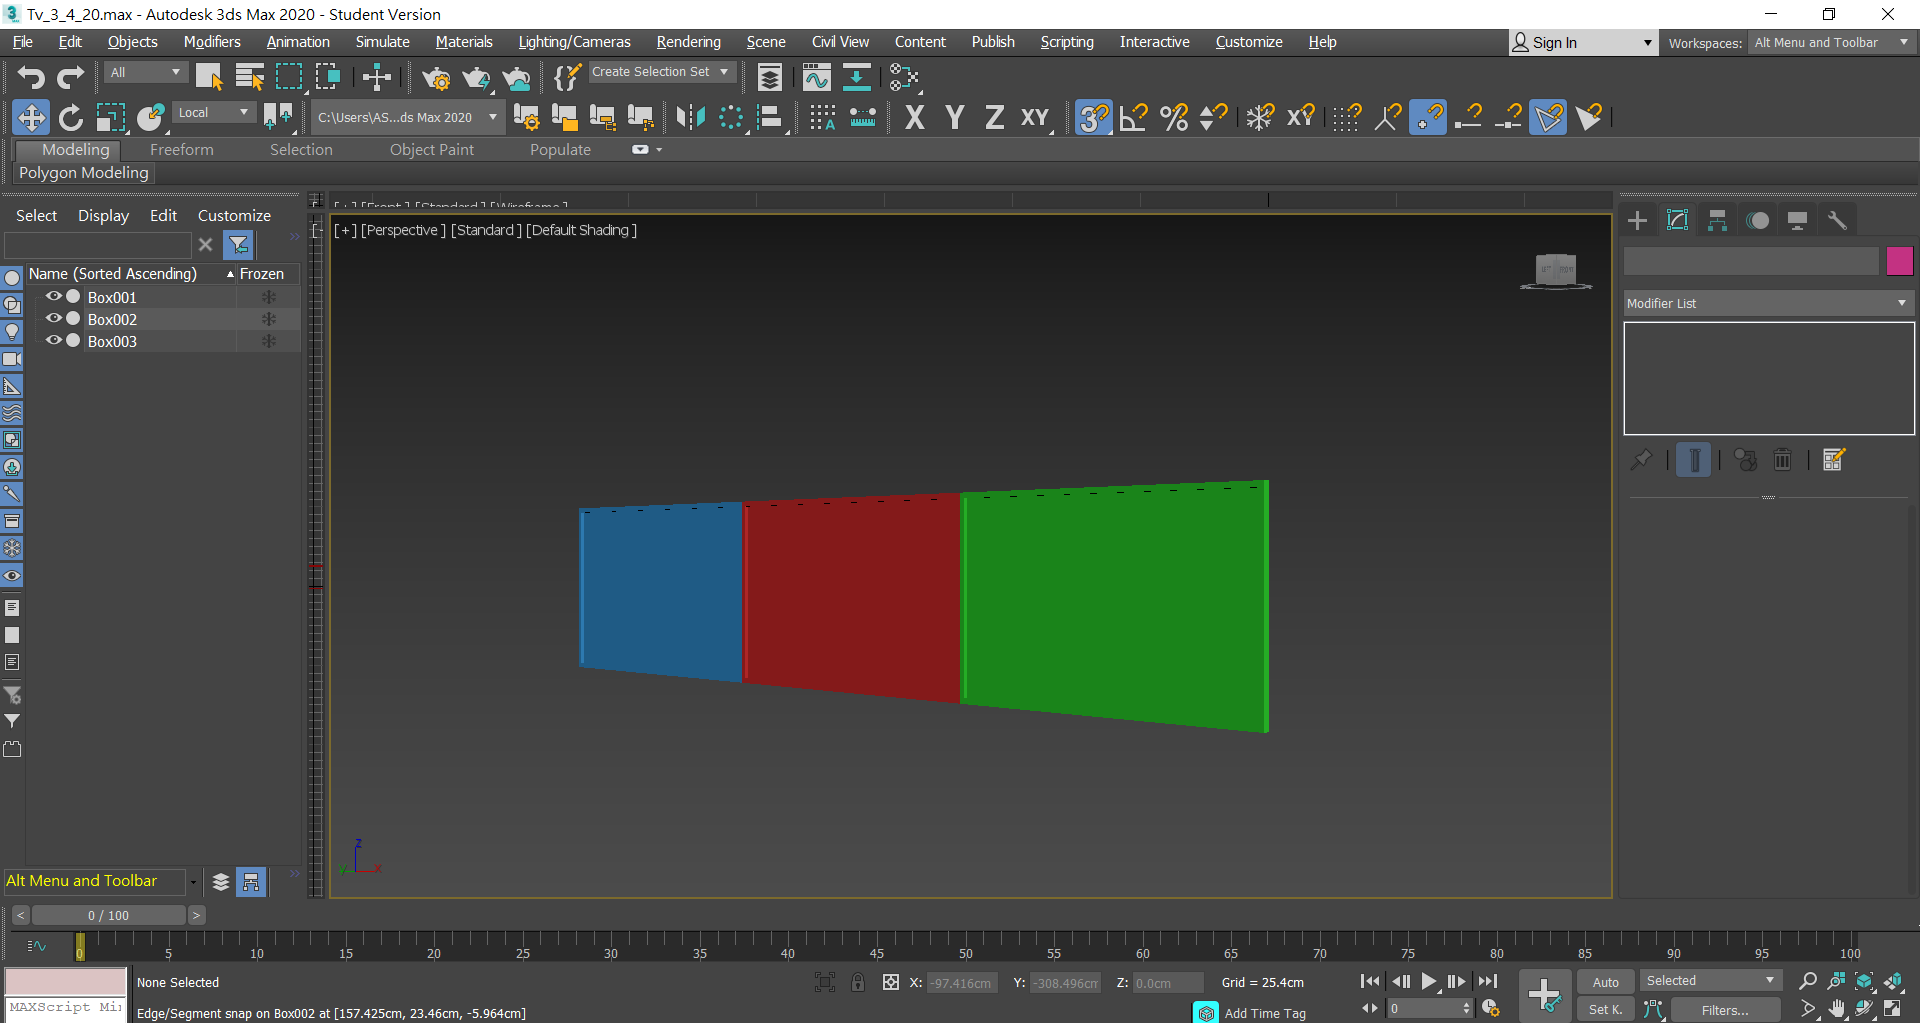 Tv_3_4_20.max - Autodesk 3ds Max 2020 - Student Version
File Edit Objects Modifiers Animation Simulate Materials Lighting/Cameras Rendering Scene Civil View Content Publish Scripting Interactive Customize Help
Sign In
Workspaces: Alt Menu and Toolbar
All
Create Selection Set
Local
C:\Users\AS...ds Max 2020
X Y Z XY
3
XY
Modeling Freeform Selection Object Paint Populate
Polygon Modeling
Select Display Edit Customize
[+] [Front] [Standard] [Wireframe]
[+] [Perspective] [Standard] [Default Shading]
Name (Sorted Ascending) Frozen
Box001
Box002
Box003
Modifier List
z
y x
Alt Menu and Toolbar
< 0 / 100 >
0 5 10 15 20 25 30 35 40 45 50 55 60 65 70 75 80 85 90 95 100
None Selected
X: -97.416cm Y: -308.496cm Z: 0.0cm Grid = 25.4cm
Auto Selected
MAXScript Mi
Edge/Segment snap on Box002 at [157.425cm, 23.46cm, -5.964cm]
Add Time Tag
0
Set K. Filters...